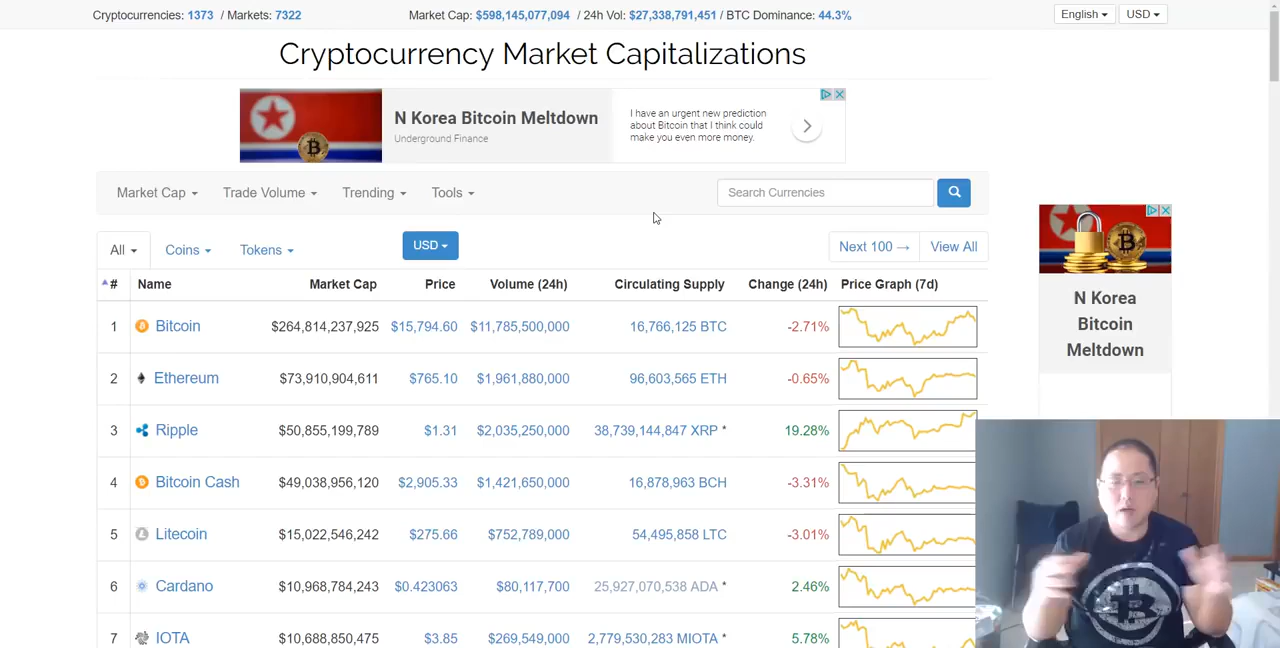 Cryptocurrencies: 1373 / Markets: 7322 Market Cap: $598,145,077,094 / 24h Vol: $27,338,791,451 / BTC Dominance: 44.3% English USD
Cryptocurrency Market Capitalizations
N Korea Bitcoin Meltdown
Underground Finance
I have an urgent new prediction
about Bitcoin that I think could
make you even more money.
Market Cap Trade Volume Trending Tools Search Currencies
All Coins Tokens USD Next 100 → View All
# Name Market Cap Price Volume (24h) Circulating Supply Change (24h) Price Graph (7d)
1 Bitcoin $264,814,237,925 $15,794.60 $11,785,500,000 16,766,125 BTC -2.71%
2 Ethereum $73,910,904,611 $765.10 $1,961,880,000 96,603,565 ETH -0.65%
3 Ripple $50,855,199,789 $1.31 $2,035,250,000 38,739,144,847 XRP * 19.28%
4 Bitcoin Cash $49,038,956,120 $2,905.33 $1,421,650,000 16,878,963 BCH -3.31%
5 Litecoin $15,022,546,242 $275.66 $752,789,000 54,495,858 LTC -3.01%
6 Cardano $10,968,784,243 $0.423063 $80,117,700 25,927,070,538 ADA * 2.46%
7 IOTA $10,668,850,475 $3.85 $269,549,000 2,779,530,283 MIOTA * 5.78%
N Korea
Bitcoin
Meltdown